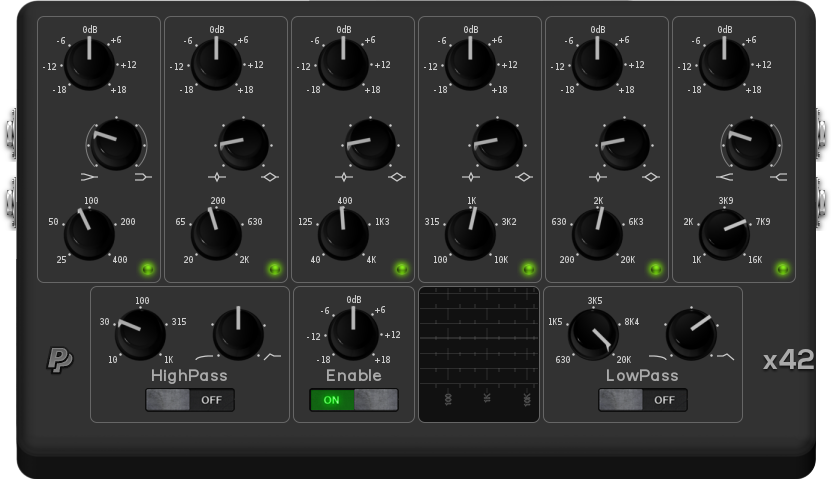 0dB 0dB 0dB 0dB 0dB 0dB
-6 +6 -6 +6 -6 +6 -6 +6 -6 +6 -6 +6
-12 +12 -12 +12 -12 +12 -12 +12 -12 +12 -12 +12
-18 +18 -18 +18 -18 +18 -18 +18 -18 +18 -18 +18
100 200 400 1K 2K 3K9
50 200 65 630 125 1K3 315 3K2 630 6K3 2K 7K9
25 400 20 2K 40 4K 100 10K 200 20K 1K 16K
100 0dB 3K5
-6 +6
30 315 1K5 8K4
-12 +12
10 1K -18 +18 630 20K
HighPass Enable LowPass
x42
OFF ON 100 1K 10K OFF